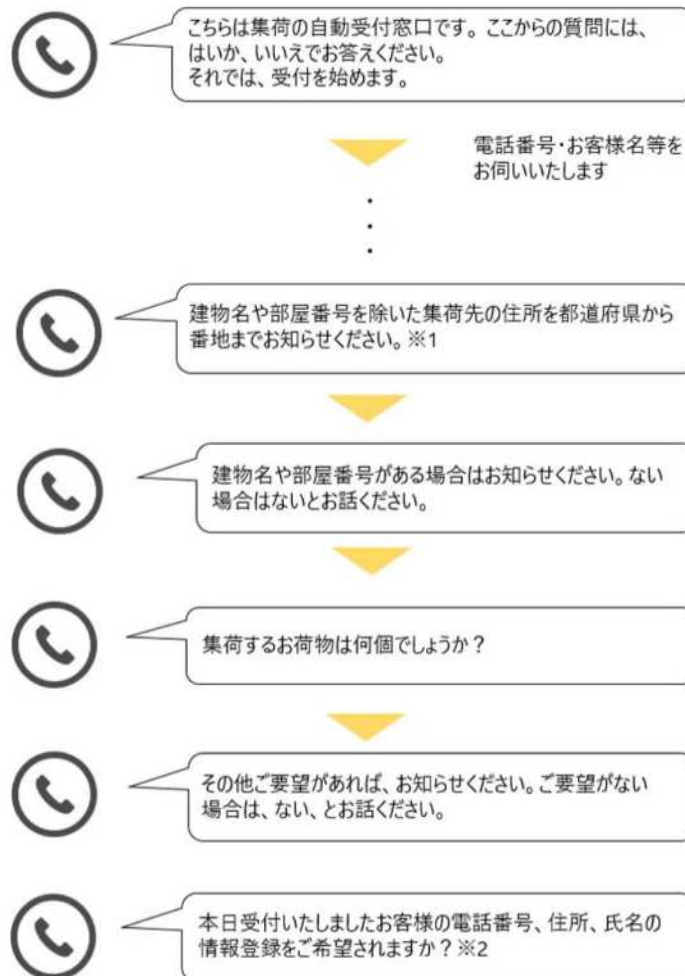 こちらは集荷の自動受付窓口です。ここからの質問には、
はいか、いいえでお答えください。
それでは、受付を始めます。
電話番号・お客様名等を
お伺いいたします
建物名や部屋番号を除いた集荷先の住所を都道府県から
番地までお知らせください。※1
建物名や部屋番号がある場合はお知らせください。ない
場合はないとお話ください。
集荷するお荷物は何個でしょうか？
その他ご要望があれば、お知らせください。ご要望がない
場合は、ない、とお話ください。
本日受付いたしましたお客様の電話番号、住所、氏名の
情報登録をご希望されますか？※2